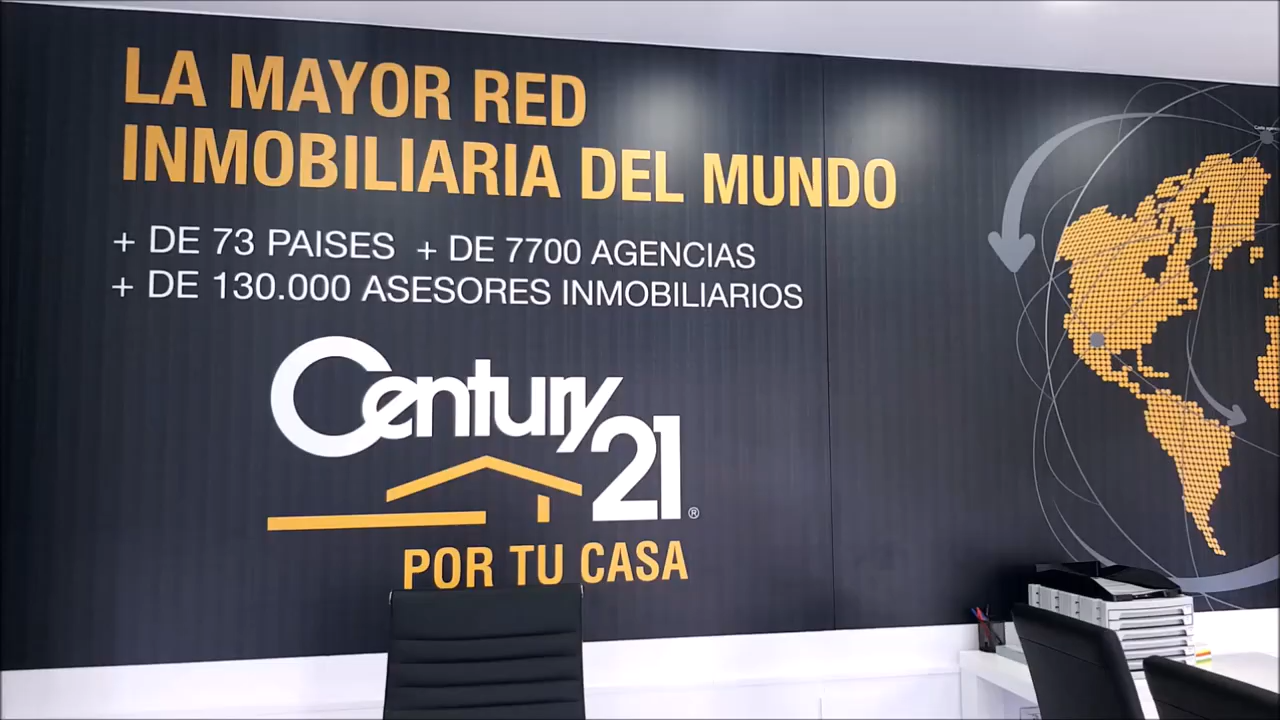 LA MAYOR RED
INMOBILIARIA DEL MUNDO
+ DE 73 PAISES + DE 7700 AGENCIAS
+ DE 130.000 ASESORES INMOBILIARIOS
Century
21®
POR TU CASA